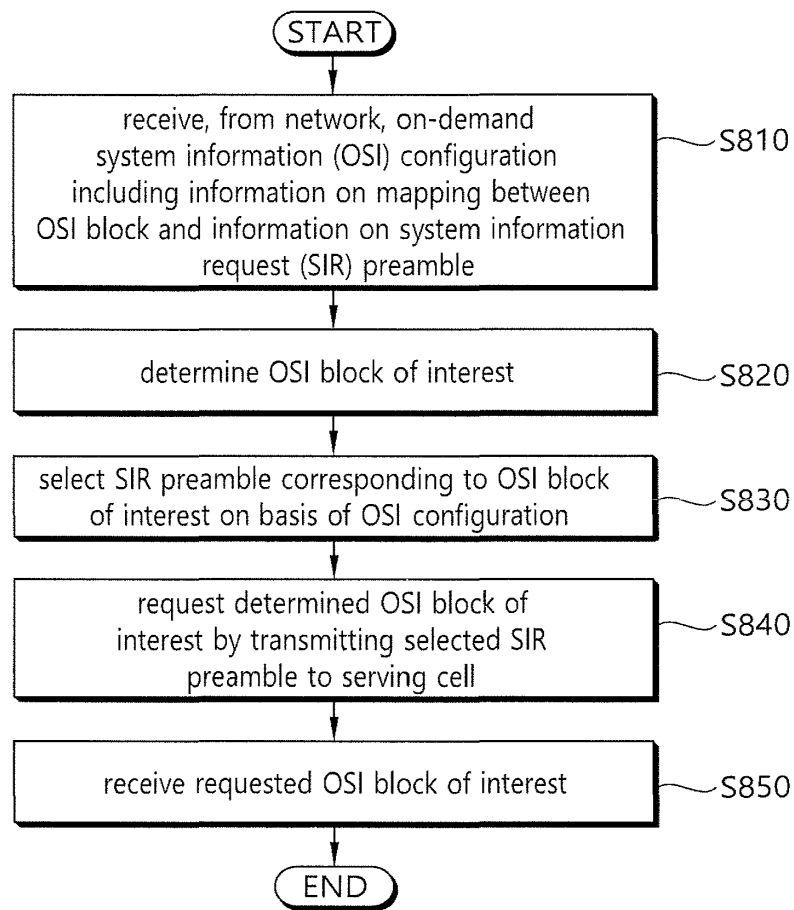 START
receive, from network, on-demand
system information (OSI) configuration
including information on mapping between
OSI block and information on system information
request (SIR) preamble
S810
determine OSI block of interest
S820
select SIR preamble corresponding to OSI block
of interest on basis of OSI configuration
S830
request determined OSI block of
interest by transmitting selected SIR
preamble to serving cell
S840
receive requested OSI block of interest
S850
END